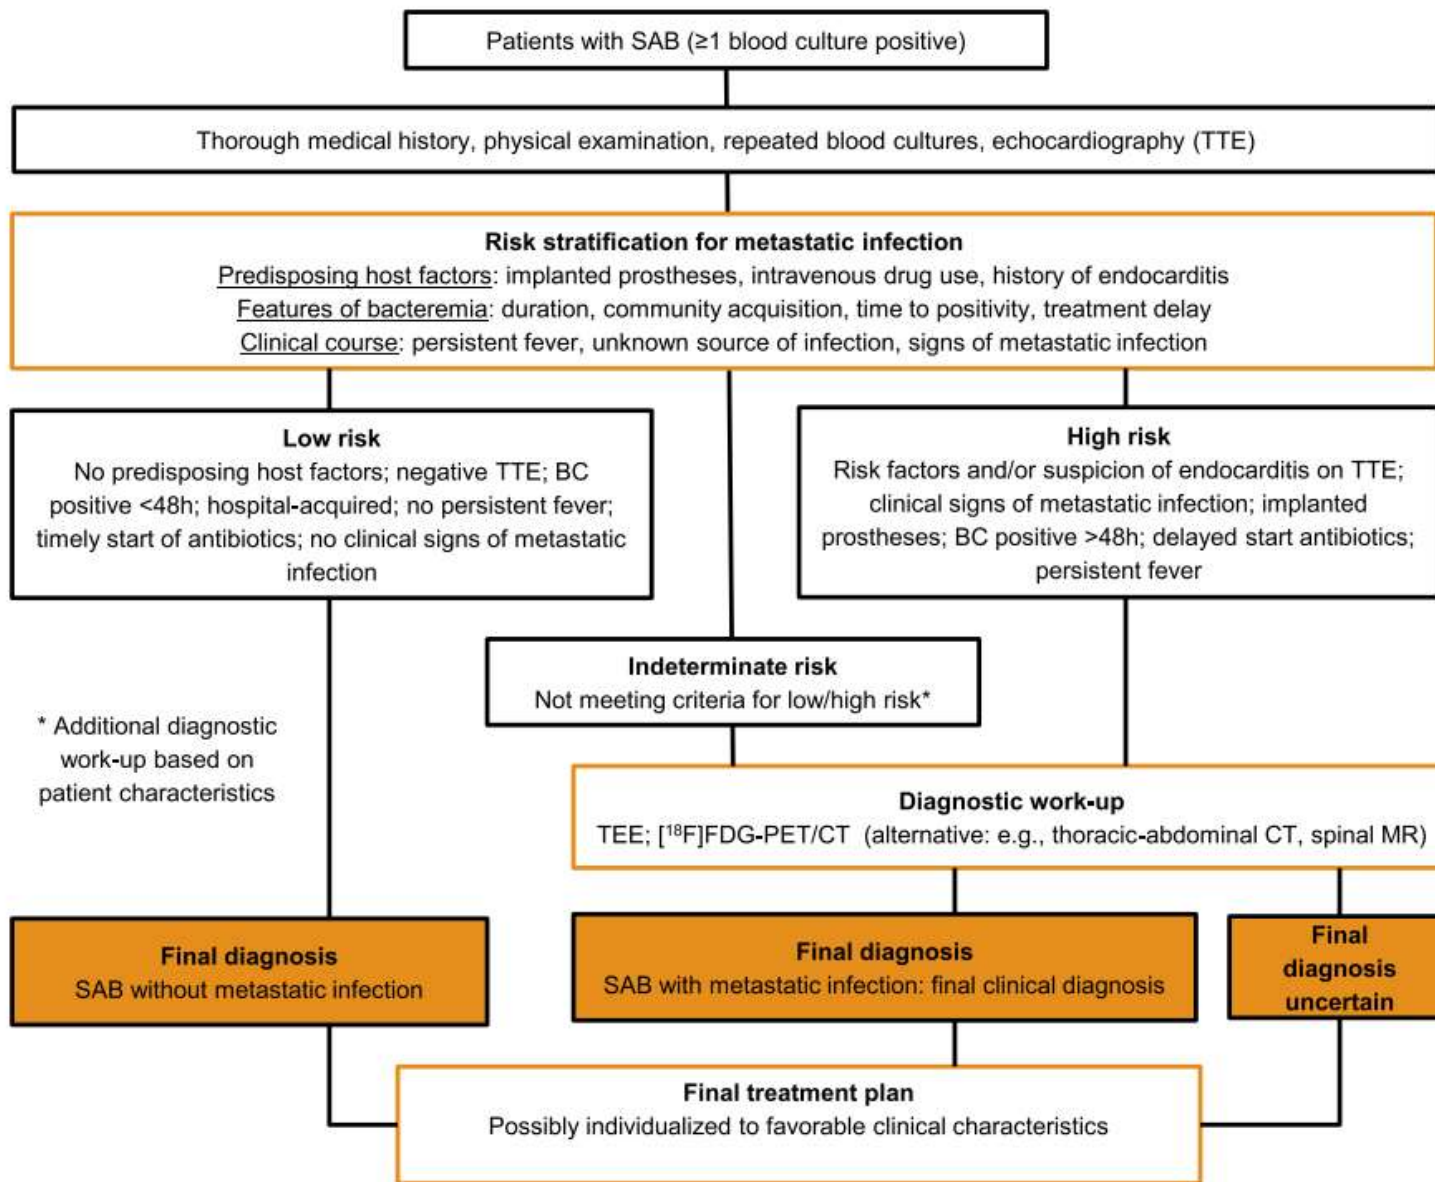 Patients with SAB (≥1 blood culture positive)
Thorough medical history, physical examination, repeated blood cultures, echocardiography (TTE)
Risk stratification for metastatic infection
Predisposing host factors: implanted prostheses, intravenous drug use, history of endocarditis
Features of bacteremia: duration, community acquisition, time to positivity, treatment delay
Clinical course: persistent fever, unknown source of infection, signs of metastatic infection
Low risk
No predisposing host factors; negative TTE; BC
positive <48h; hospital-acquired; no persistent fever;
timely start of antibiotics; no clinical signs of metastatic
infection
High risk
Risk factors and/or suspicion of endocarditis on TTE;
clinical signs of metastatic infection; implanted
prostheses; BC positive >48h; delayed start antibiotics;
persistent fever
Indeterminate risk
Not meeting criteria for low/high risk*
* Additional diagnostic
work-up based on
patient characteristics
Diagnostic work-up
TEE; [¹⁸F]FDG-PET/CT (alternative: e.g., thoracic-abdominal CT, spinal MR)
Final diagnosis
SAB without metastatic infection
Final diagnosis
SAB with metastatic infection: final clinical diagnosis
Final
diagnosis
uncertain
Final treatment plan
Possibly individualized to favorable clinical characteristics